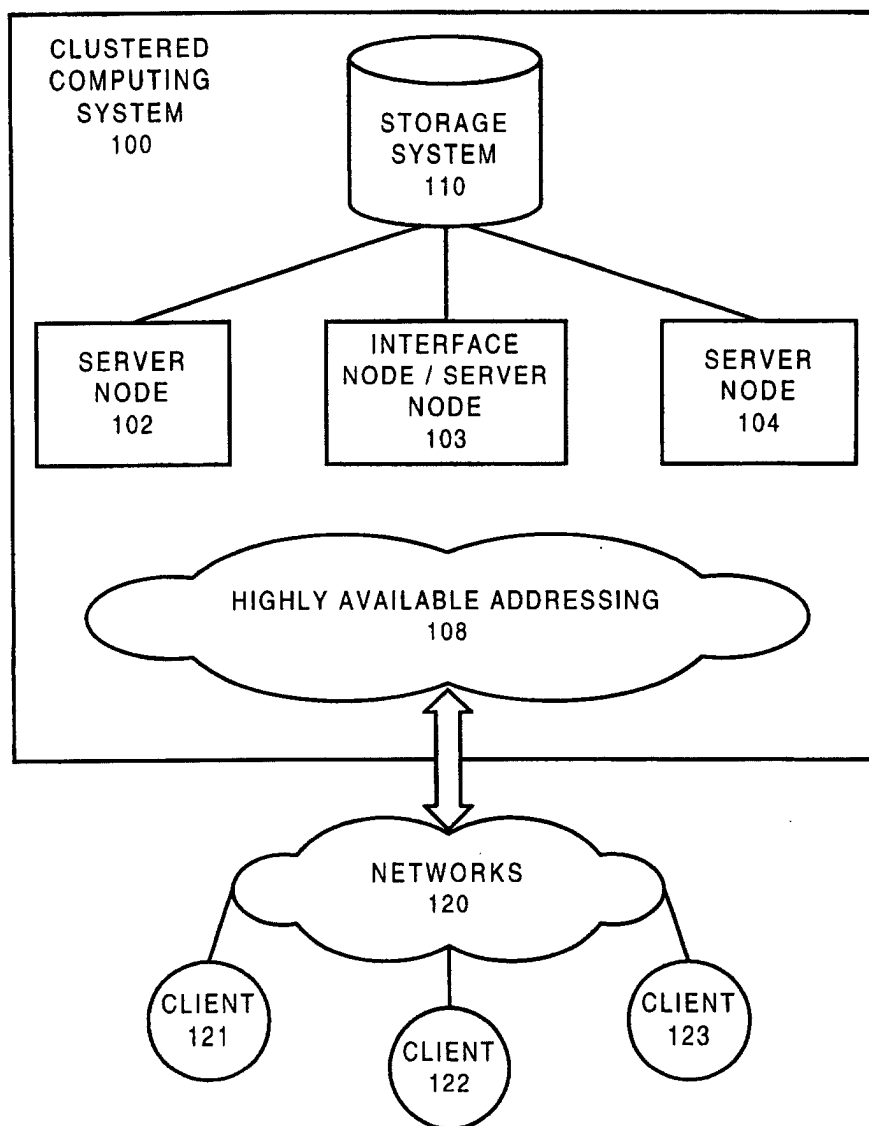 CLUSTERED
COMPUTING
SYSTEM
100
STORAGE
SYSTEM
110
SERVER
NODE
102
INTERFACE
NODE / SERVER
NODE
103
SERVER
NODE
104
HIGHLY AVAILABLE ADDRESSING
108
NETWORKS
120
CLIENT
121
CLIENT
122
CLIENT
123